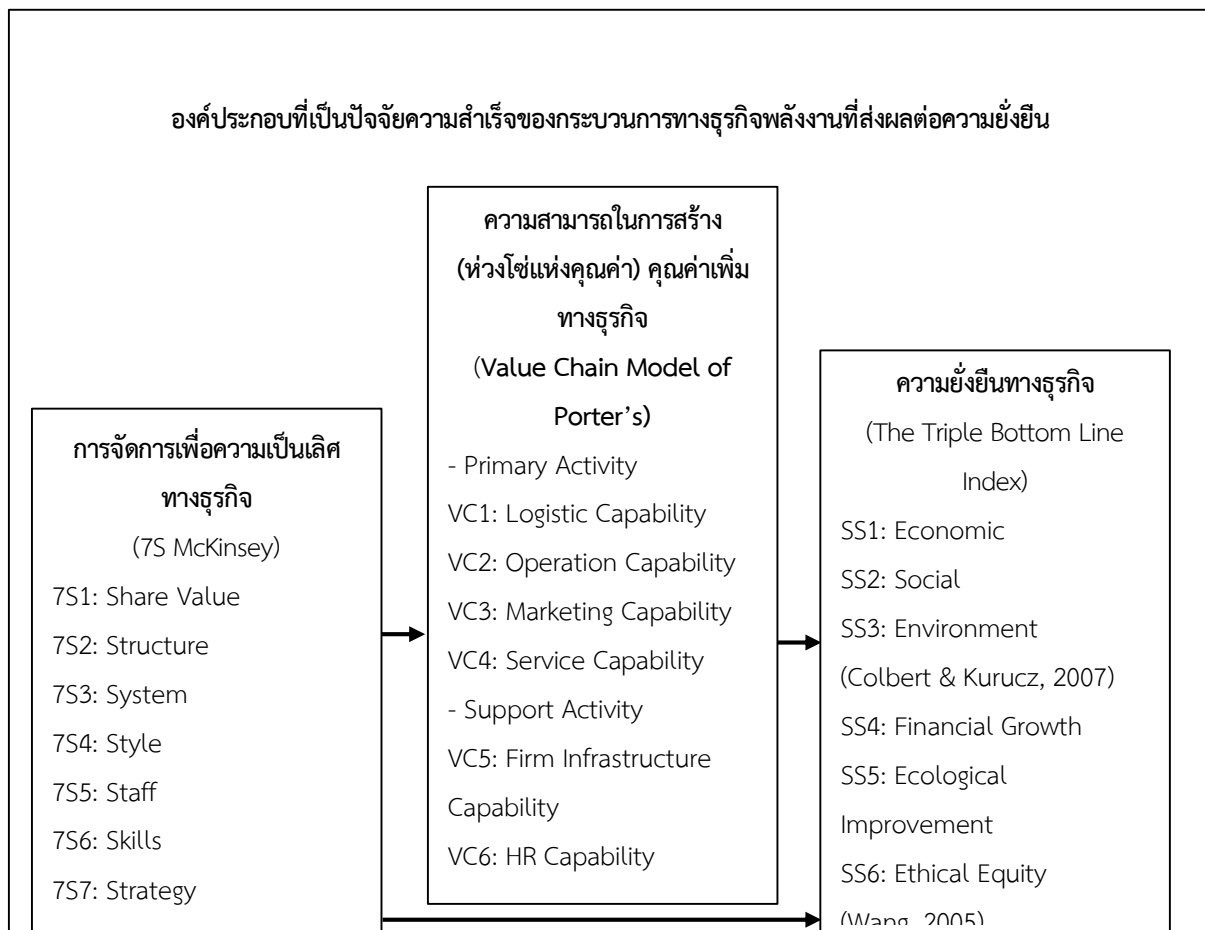 องค์ประกอบที่เป็นปัจจัยความสำเร็จของกระบวนการทางธุรกิจพลังงานที่ส่งผลต่อความยั่งยืน
การจัดการเพื่อความเป็นเลิศ
ทางธุรกิจ
(7S McKinsey)
7S1: Share Value
7S2: Structure
7S3: System
7S4: Style
7S5: Staff
7S6: Skills
7S7: Strategy
ความสามารถในการสร้าง
(ห่วงโซ่แห่งคุณค่า) คุณค่าเพิ่ม
ทางธุรกิจ
(Value Chain Model of
Porter’s)
- Primary Activity
VC1: Logistic Capability
VC2: Operation Capability
VC3: Marketing Capability
VC4: Service Capability
- Support Activity
VC5: Firm Infrastructure
Capability
VC6: HR Capability
ความยั่งยืนทางธุรกิจ
(The Triple Bottom Line
Index)
SS1: Economic
SS2: Social
SS3: Environment
(Colbert & Kurucz, 2007)
SS4: Financial Growth
SS5: Ecological
Improvement
SS6: Ethical Equity
(Wang, 2005)